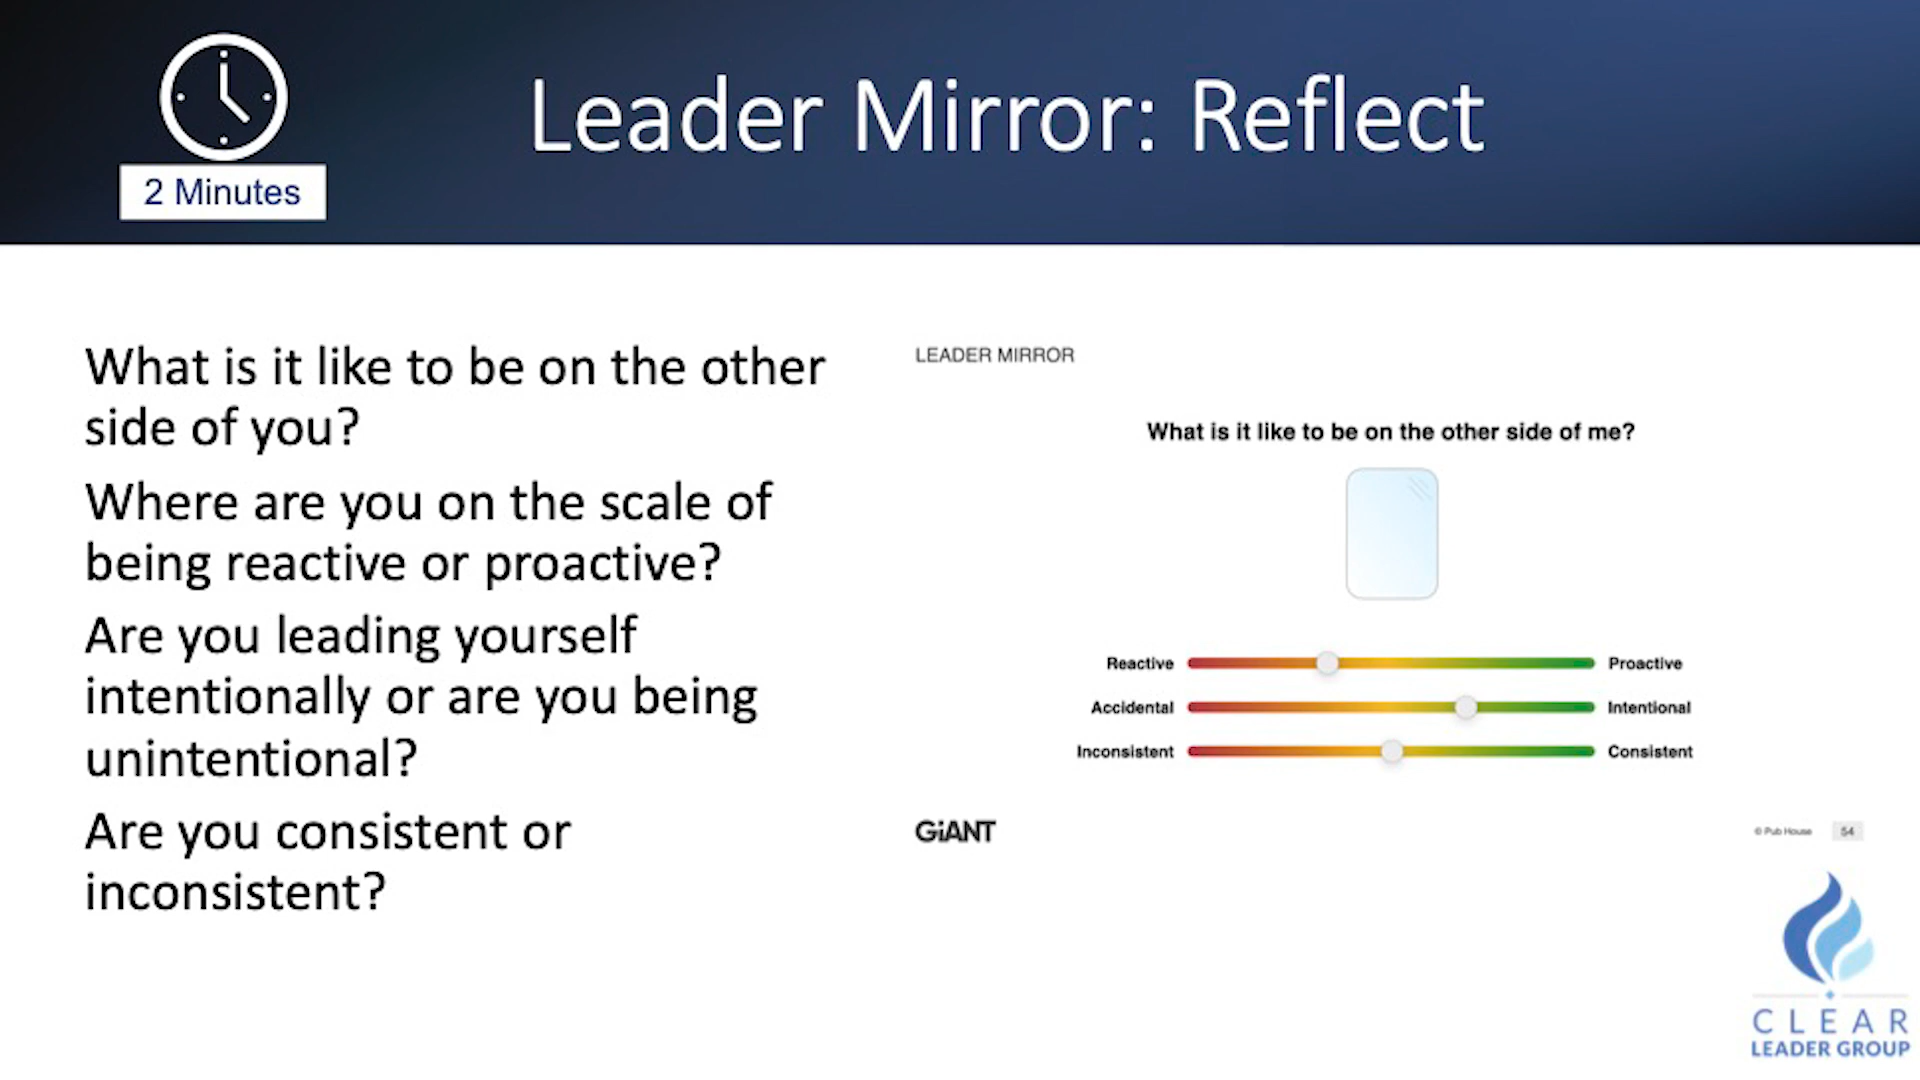 2 Minutes
Leader Mirror: Reflect
What is it like to be on the other
side of you?
Where are you on the scale of
being reactive or proactive?
Are you leading yourself
intentionally or are you being
unintentional?
Are you consistent or
inconsistent?
LEADER MIRROR
What is it like to be on the other side of me?
Reactive Proactive
Accidental Intentional
Inconsistent Consistent
GiANT
© Pub House 54
CLEAR
LEADER GROUP